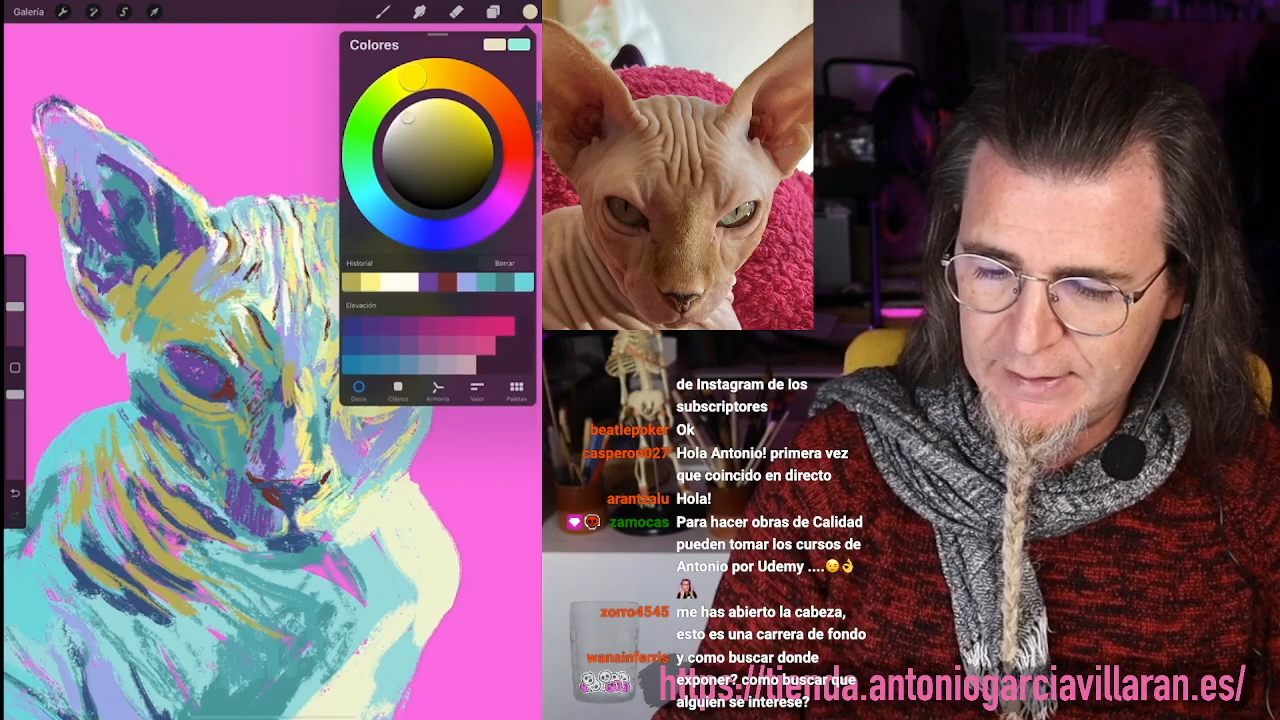 Galería
Colores
Historial
Borrar
Elevación
Disco
Clásico
Armonía
Valor
Paletas
de Instagram de los
subscriptores
beatlepoker Ok
casperon027 Hola Antonio! primera vez
que coincido en directo
arantzalu Hola!
zamocas Para hacer obras de Calidad
pueden tomar los cursos de
Antonio por Udemy ....😉👌
zorro4545 me has abierto la cabeza,
esto es una carrera de fondo
wansinferris y como buscar donde
exponer? como buscar que
alguien se interese?
https://tienda.antoniogarciavillaran.es/